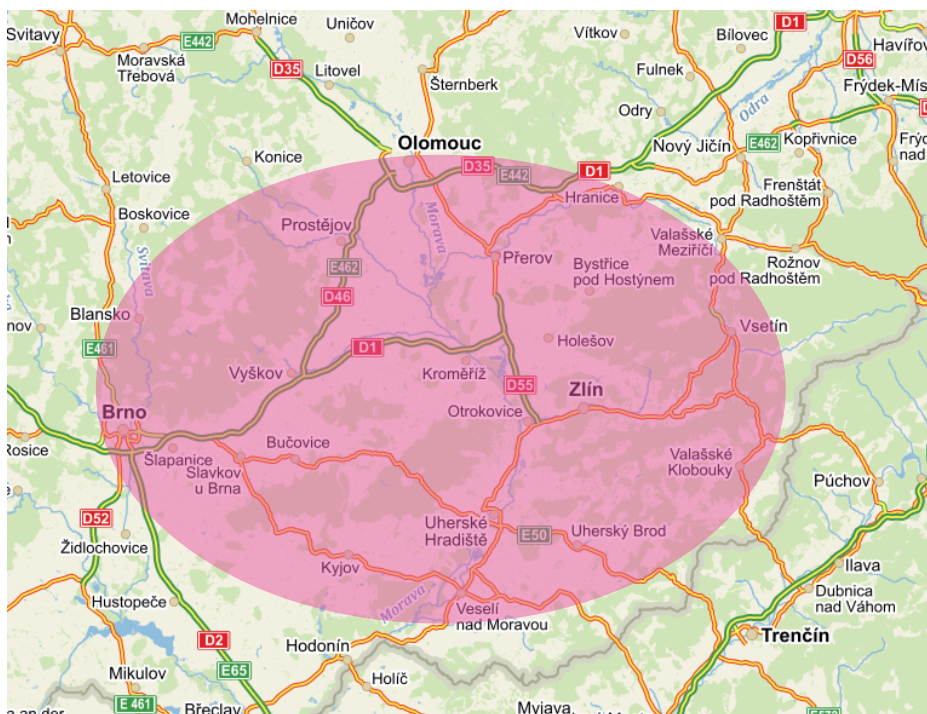 Mohelnice
Uničov
Vítkov
D1
Bílovec
Svitavy
E442
Havířov
Moravská
Třebová
D35
Litovel
Šternberk
Fulnek
D56
Frýdek-Mís
Odry
Odra
Olomouc
Nový Jičín
E462
Kopřivnice
Konice
D35
E442
D1
Letovice
Hranice
Frenštát
pod Radhoštěm
Boskovice
Prostějov
Morava
Valašské
Meziříčí
Svitava
Přerov
Bystřice
pod Hostýnem
Rožnov
pod Radhoštěm
E462
D46
Blansko
Vsetín
E461
D1
Holešov
Vyškov
Kroměříž
D55
Zlín
Brno
Otrokovice
Rosice
Šlapanice
Bučovice
Slavkov
u Brna
Valašské
Klobouky
Púchov
D52
Uherské
Hradiště
E50
Uherský Brod
Židlochovice
Kyjov
Ilava
Dubnica
nad Váhom
Hustopeče
Morava
Veselí
nad Moravou
D2
Hodonín
Trenčín
E65
Mikulov
Holíč
E 461
Břeclav
Myjava